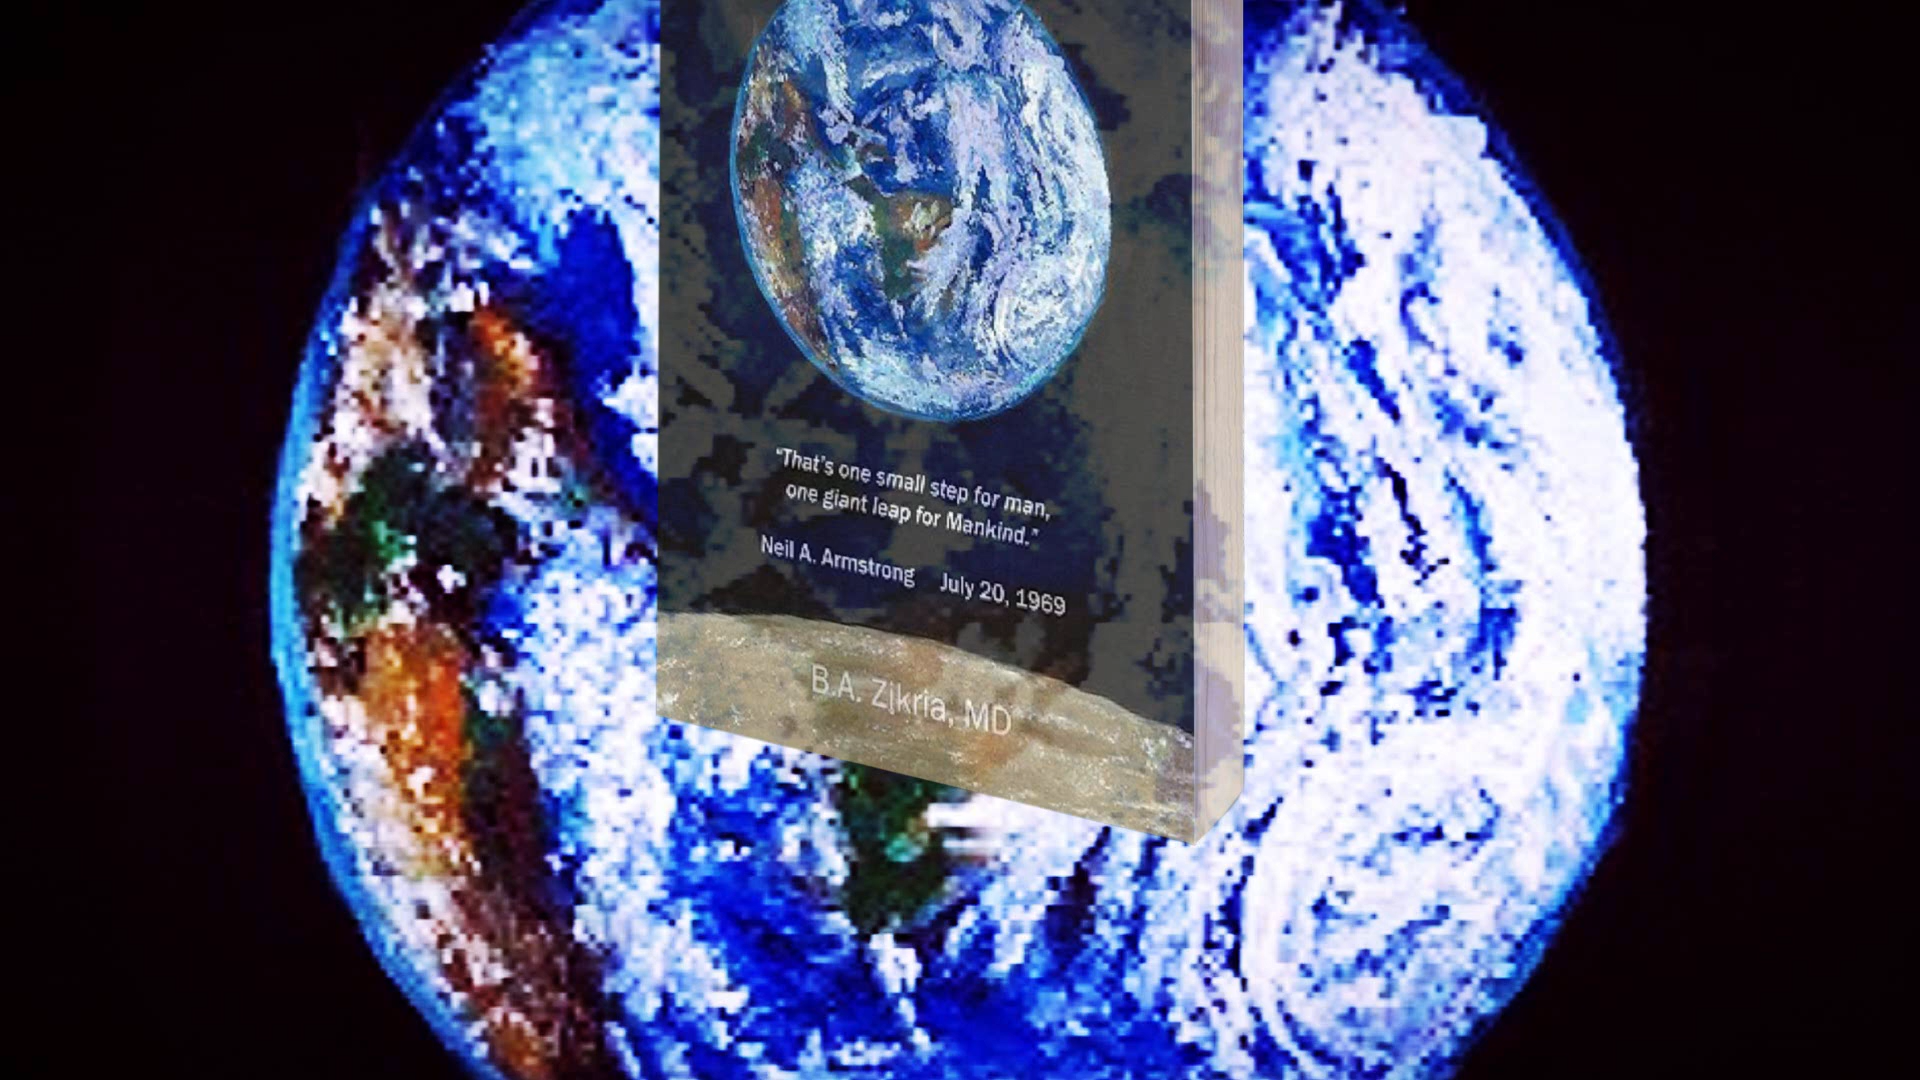 "That's one small step for man,
one giant leap for Mankind."
Neil A. Armstrong July 20, 1969
B.A. Zikria, MD